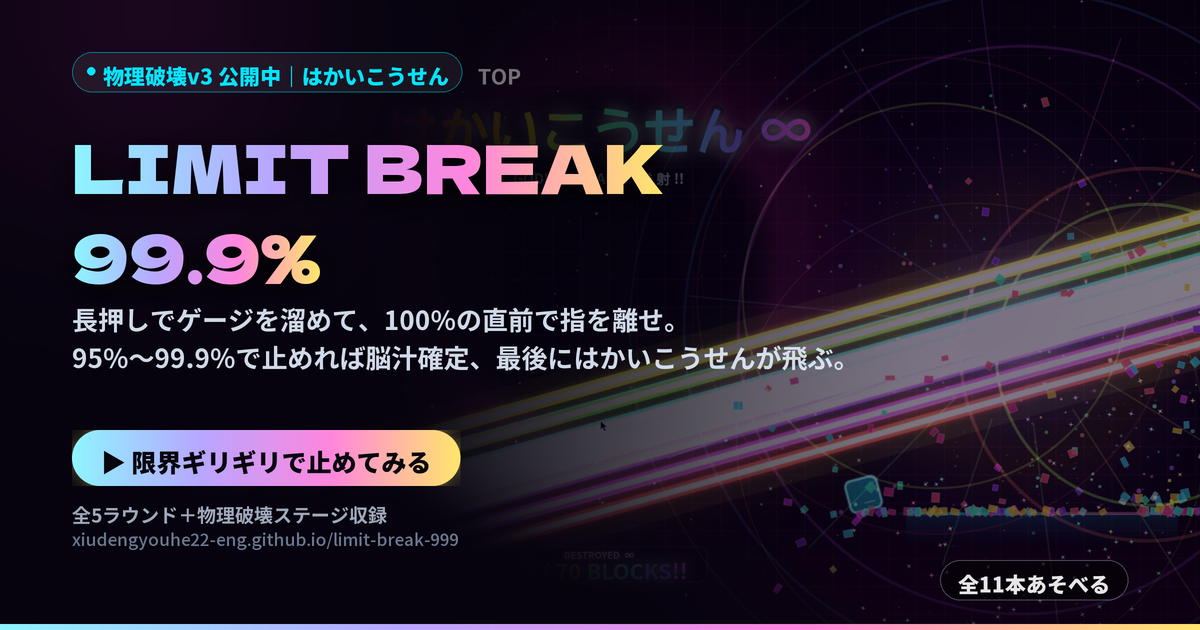 物理破壊v3 公開中｜はかいこうせん
TOP
はかいこうせん ∞
射!!
LIMIT BREAK
99.9%
長押しでゲージを溜めて、100%の直前で指を離せ。
95%〜99.9%で止めれば脳汁確定、最後にはかいこうせんが飛ぶ。
▶ 限界ギリギリで止めてみる
全5ラウンド＋物理破壊ステージ収録
xiudengyouhe22-eng.github.io/limit-break-999
DESTROYED ∞
70 BLOCKS!!
全11本あそべる